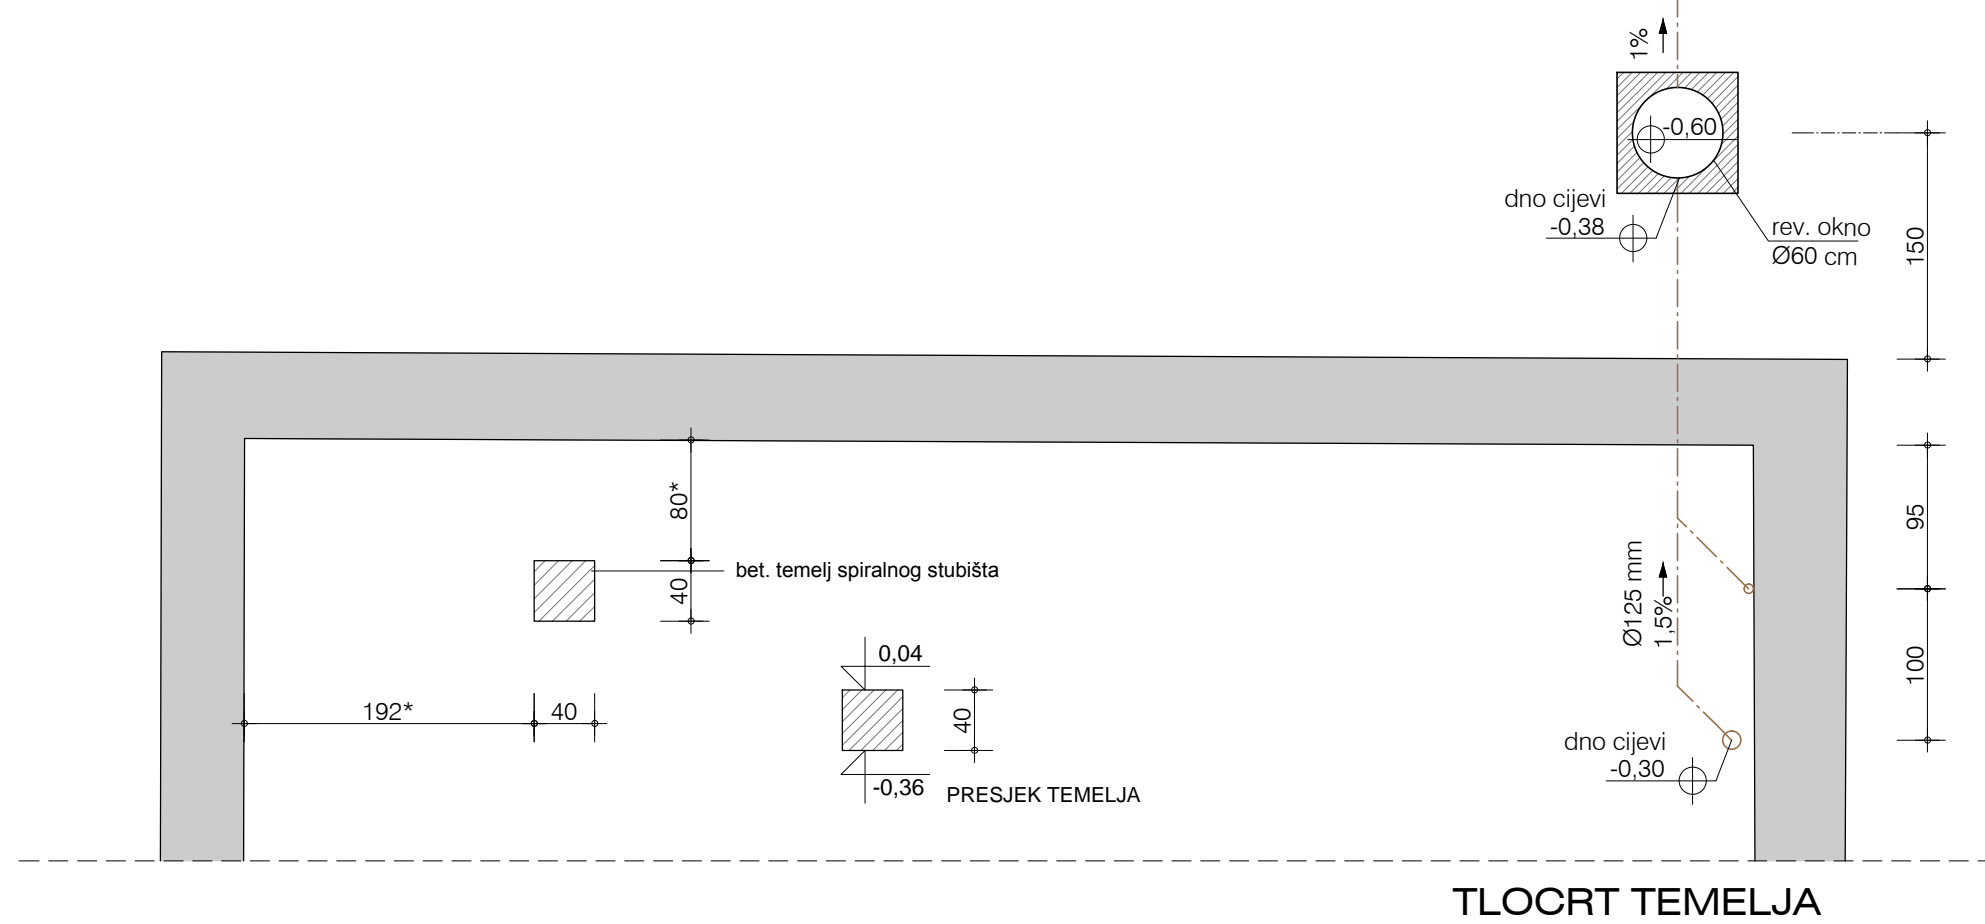 1%
-0,60
dno cijevi
-0,38
rev. okno
Ø60 cm
150
80*
95
bet. temelj spiralnog stubišta
40
Ø125 mm
1,5%
0,04
100
192*
40
40
dno cijevi
-0,30
-0,36
PRESJEK TEMELJA
TLOCRT TEMELJA